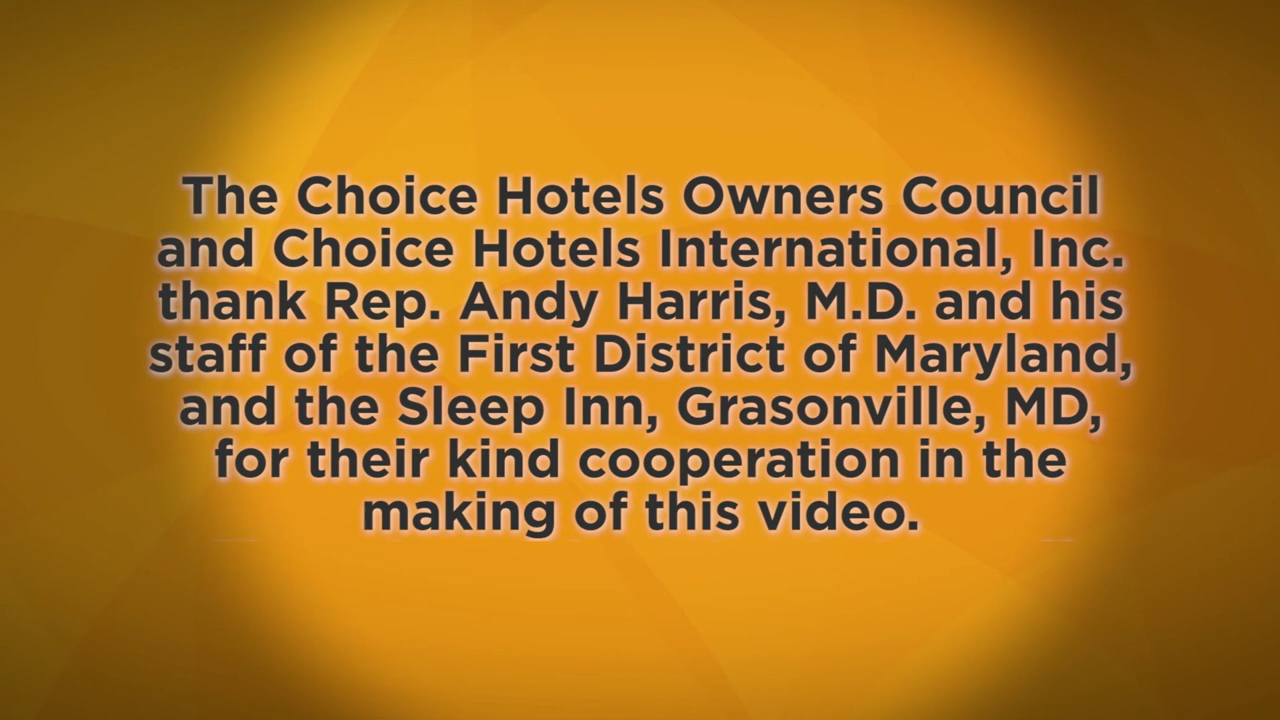 The Choice Hotels Owners Council
and Choice Hotels International, Inc.
thank Rep. Andy Harris, M.D. and his
staff of the First District of Maryland,
and the Sleep Inn, Grasonville, MD,
for their kind cooperation in the
making of this video.